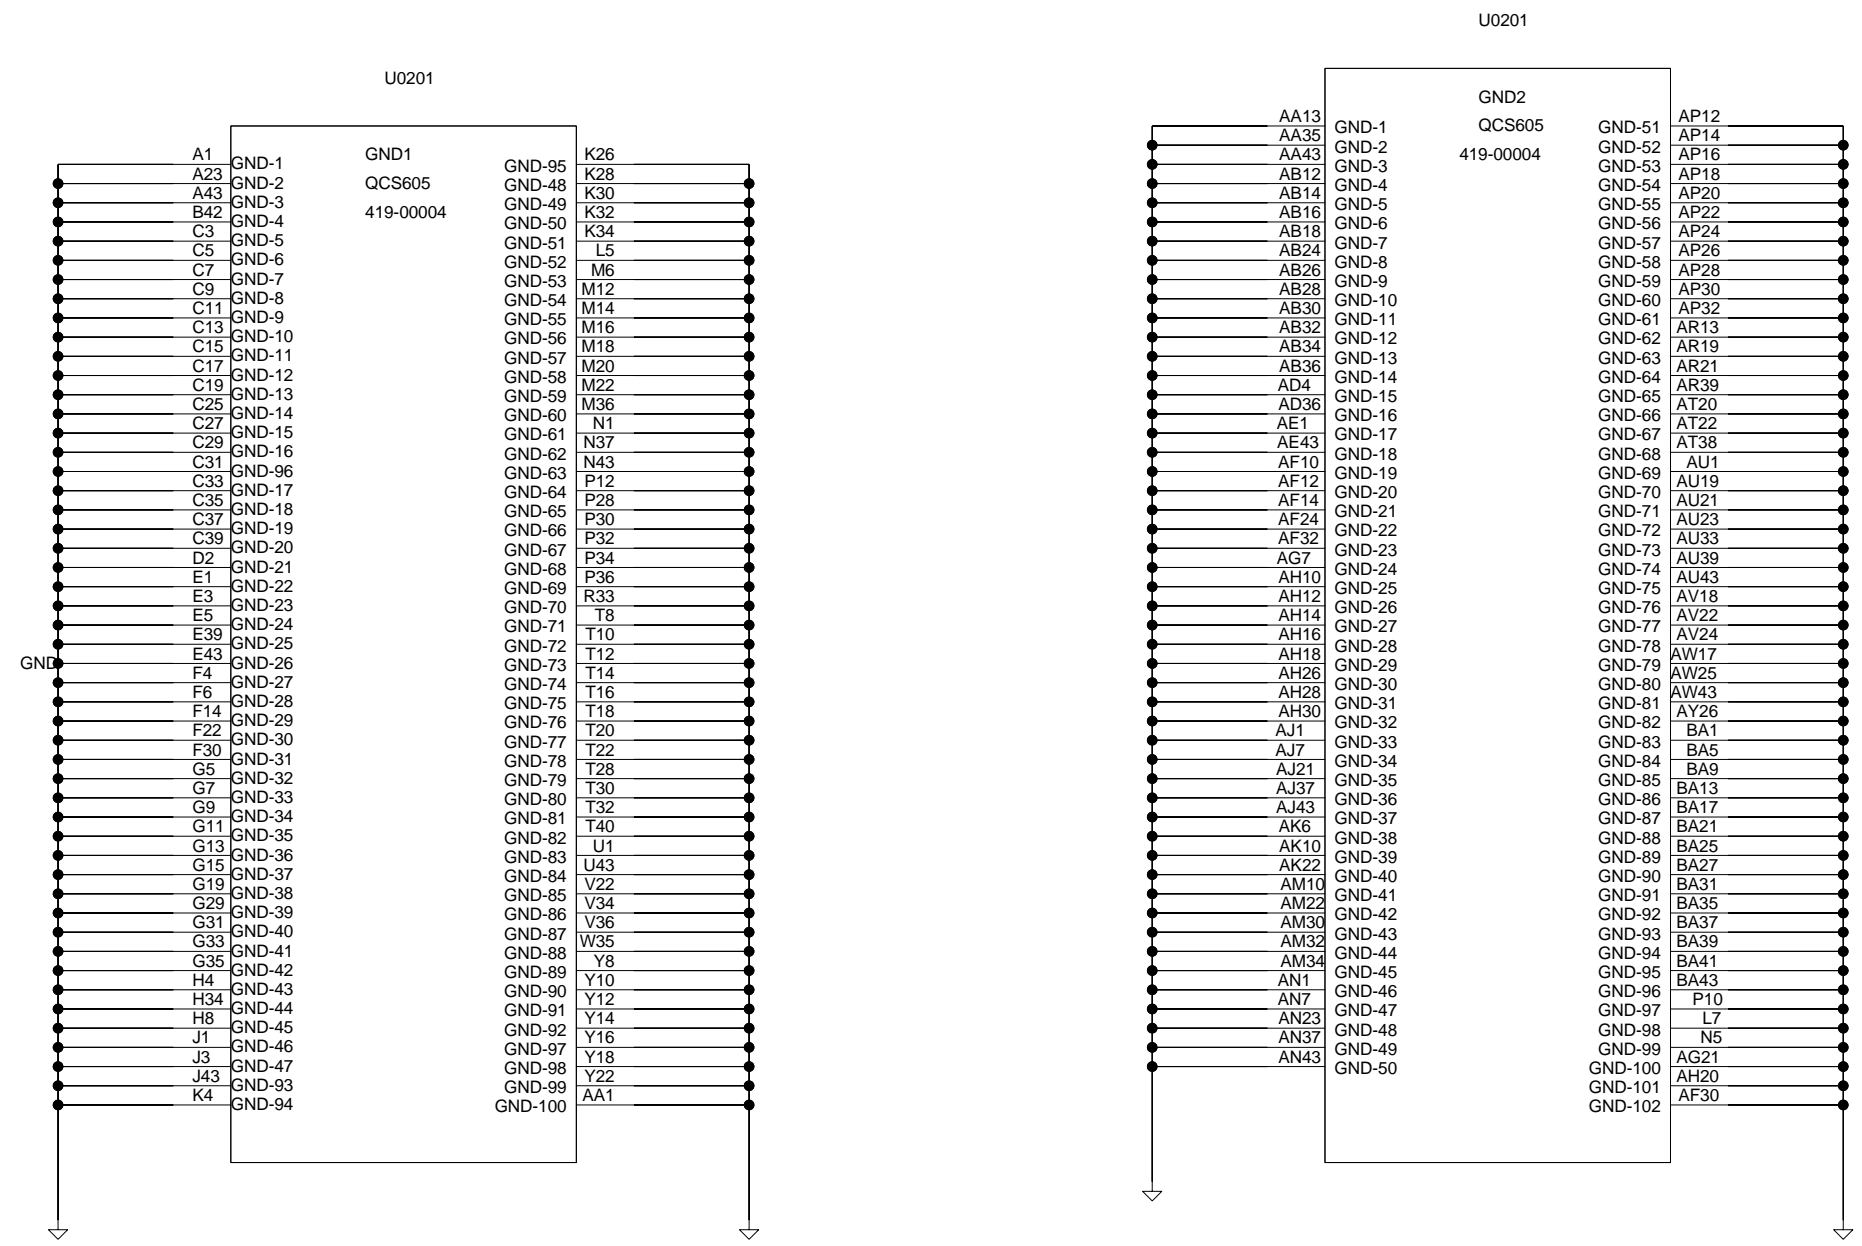 U0201
GND1
QCS605
419-00004
GND
A1 GND-1
A23 GND-2
A43 GND-3
B42 GND-4
C3 GND-5
C5 GND-6
C7 GND-7
C9 GND-8
C11 GND-9
C13 GND-10
C15 GND-11
C17 GND-12
C19 GND-13
C25 GND-14
C27 GND-15
C29 GND-16
C31 GND-96
C33 GND-17
C35 GND-18
C37 GND-19
C39 GND-20
D2 GND-21
E1 GND-22
E3 GND-23
E5 GND-24
E39 GND-25
E43 GND-26
F4 GND-27
F6 GND-28
F14 GND-29
F22 GND-30
F30 GND-31
G5 GND-32
G7 GND-33
G9 GND-34
G11 GND-35
G13 GND-36
G15 GND-37
G19 GND-38
G29 GND-39
G31 GND-40
G33 GND-41
G35 GND-42
H4 GND-43
H34 GND-44
H8 GND-45
J1 GND-46
J3 GND-47
J43 GND-93
K4 GND-94
GND-95 K26
GND-48 K28
GND-49 K30
GND-50 K32
GND-51 K34
GND-52 L5
GND-53 M6
GND-54 M12
GND-55 M14
GND-56 M16
GND-57 M18
GND-58 M20
GND-59 M22
GND-60 M36
GND-61 N1
GND-62 N37
GND-63 N43
GND-64 P12
GND-65 P28
GND-66 P30
GND-67 P32
GND-68 P34
GND-69 P36
GND-70 R33
GND-71 T8
GND-72 T10
GND-73 T12
GND-74 T14
GND-75 T16
GND-76 T18
GND-77 T20
GND-78 T22
GND-79 T28
GND-80 T30
GND-81 T32
GND-82 T40
GND-83 U1
GND-84 U43
GND-85 V22
GND-86 V34
GND-87 V36
GND-88 W35
GND-89 Y8
GND-90 Y10
GND-91 Y12
GND-92 Y14
GND-97 Y16
GND-98 Y18
GND-99 Y22
GND-100 AA1
U0201
GND2
QCS605
419-00004
AA13 GND-1
AA35 GND-2
AA43 GND-3
AB12 GND-4
AB14 GND-5
AB16 GND-6
AB18 GND-7
AB24 GND-8
AB26 GND-9
AB28 GND-10
AB30 GND-11
AB32 GND-12
AB34 GND-13
AB36 GND-14
AD4 GND-15
AD36 GND-16
AE1 GND-17
AE43 GND-18
AF10 GND-19
AF12 GND-20
AF14 GND-21
AF24 GND-22
AF32 GND-23
AG7 GND-24
AH10 GND-25
AH12 GND-26
AH14 GND-27
AH16 GND-28
AH18 GND-29
AH26 GND-30
AH28 GND-31
AH30 GND-32
AJ1 GND-33
AJ7 GND-34
AJ21 GND-35
AJ37 GND-36
AJ43 GND-37
AK6 GND-38
AK10 GND-39
AK22 GND-40
AM10 GND-41
AM22 GND-42
AM30 GND-43
AM32 GND-44
AM34 GND-45
AN1 GND-46
AN7 GND-47
AN23 GND-48
AN37 GND-49
AN43 GND-50
GND-51 AP12
GND-52 AP14
GND-53 AP16
GND-54 AP18
GND-55 AP20
GND-56 AP22
GND-57 AP24
GND-58 AP26
GND-59 AP28
GND-60 AP30
GND-61 AP32
GND-62 AR13
GND-63 AR19
GND-64 AR21
GND-65 AR39
GND-66 AT20
GND-67 AT22
GND-68 AT38
GND-69 AU1
GND-70 AU19
GND-71 AU21
GND-72 AU23
GND-73 AU33
GND-74 AU39
GND-75 AU43
GND-76 AV18
GND-77 AV22
GND-78 AV24
GND-79 AW17
GND-80 AW25
GND-81 AW43
GND-82 AY26
GND-83 BA1
GND-84 BA5
GND-85 BA9
GND-86 BA13
GND-87 BA17
GND-88 BA21
GND-89 BA25
GND-90 BA27
GND-91 BA31
GND-92 BA35
GND-93 BA37
GND-94 BA39
GND-95 BA41
GND-96 BA43
GND-97 P10
GND-98 L7
GND-99 N5
GND-100 AG21
GND-101 AH20
GND-102 AF30